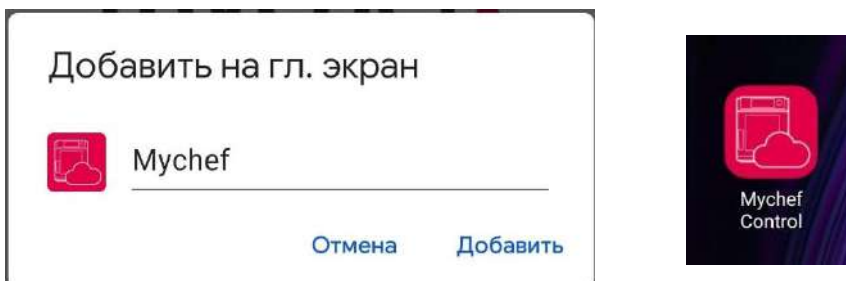 Добавить на гл. экран
Mychef
Отмена Добавить
Mychef
Control